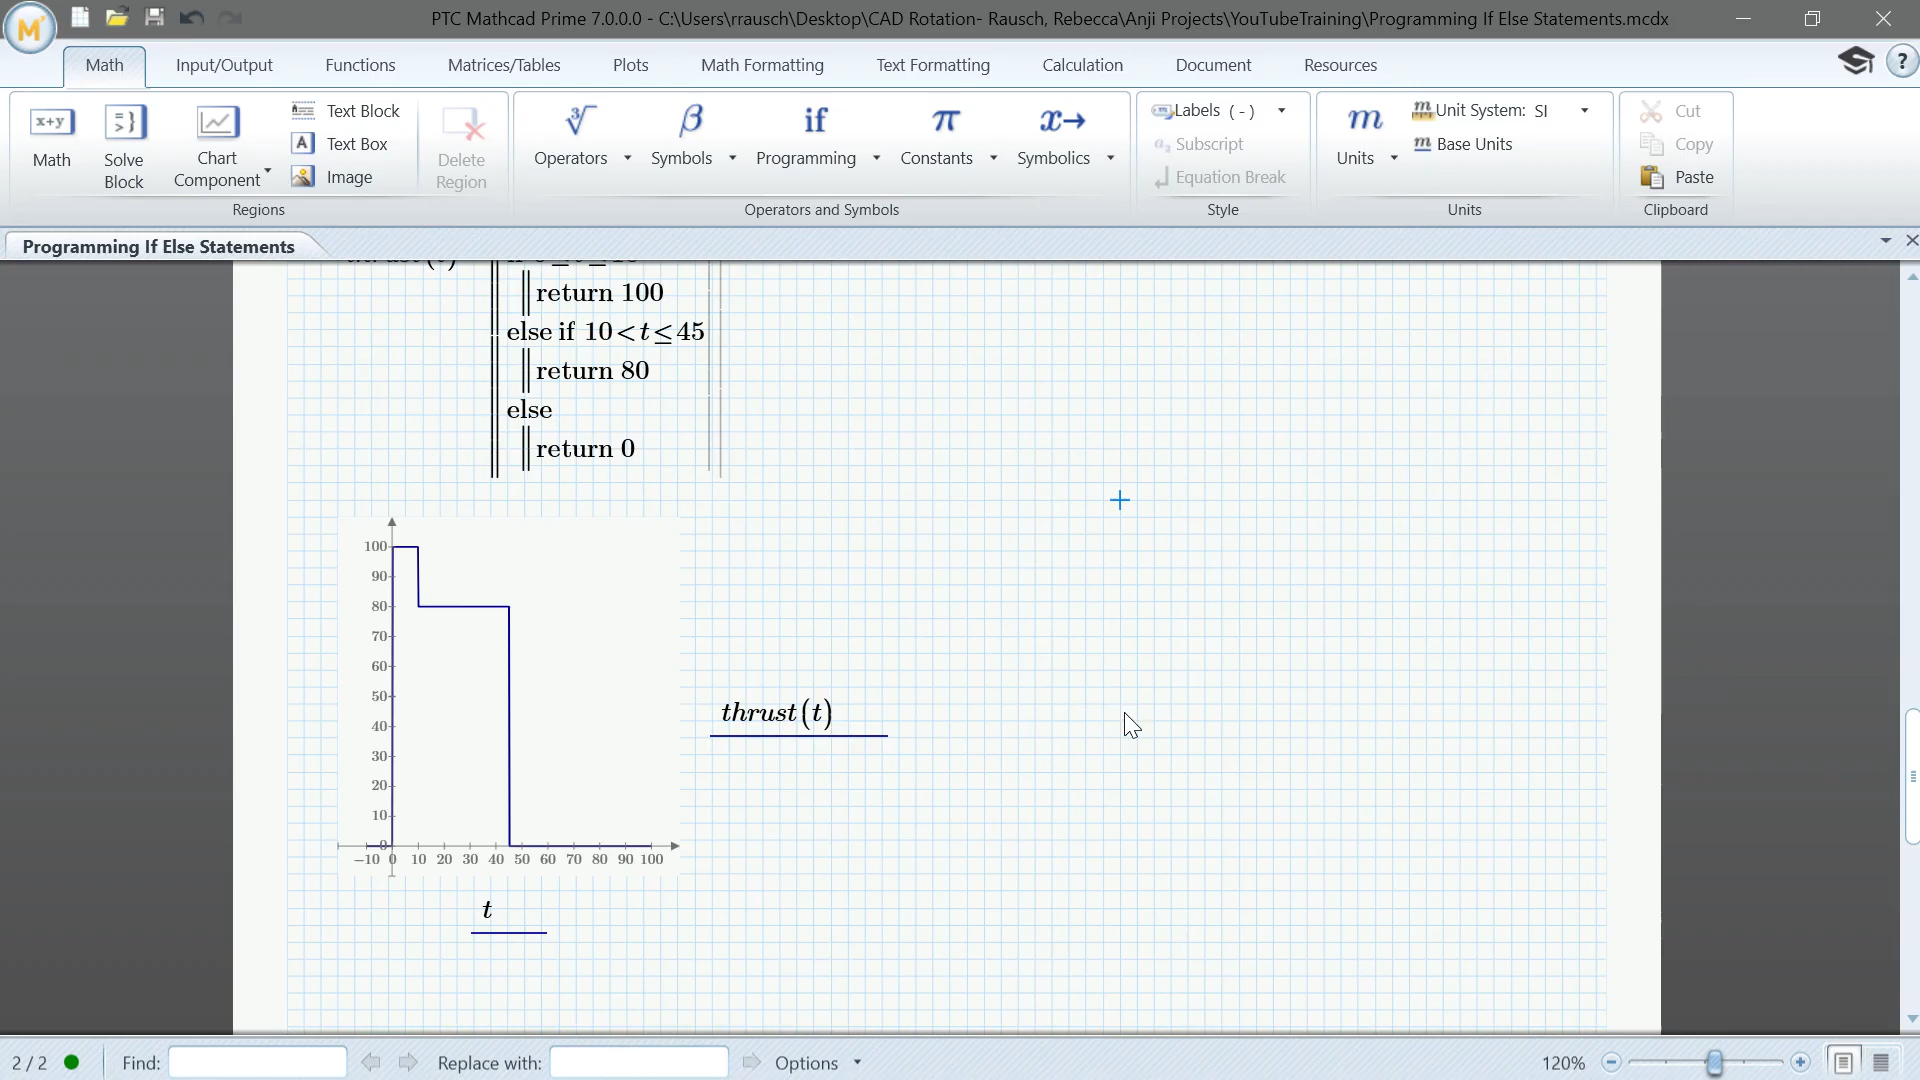 PTC Mathcad Prime 7.0.0.0 - C:\Users\rrausch\Desktop\CAD Rotation- Rausch, Rebecca\Anji Projects\YouTubeTraining\Programming If Else Statements.mcdx
Math Input/Output Functions Matrices/Tables Plots Math Formatting Text Formatting Calculation Document Resources
Math
Solve Block
Chart Component
Text Block
Text Box
Image
Delete Region
Regions
Operators
Symbols
Programming
Constants
Symbolics
Operators and Symbols
Labels ( - )
Subscript
Equation Break
Style
Units
Unit System: SI
Base Units
Units
Cut
Copy
Paste
Clipboard
Programming If Else Statements
return 100
else if 10<t≤45
return 80
else
return 0
100
90
80
70
60
50
40
30
20
10
0
−10 0 10 20 30 40 50 60 70 80 90 100
thrust(t)
t
2 / 2 Find: Replace with: Options 120%